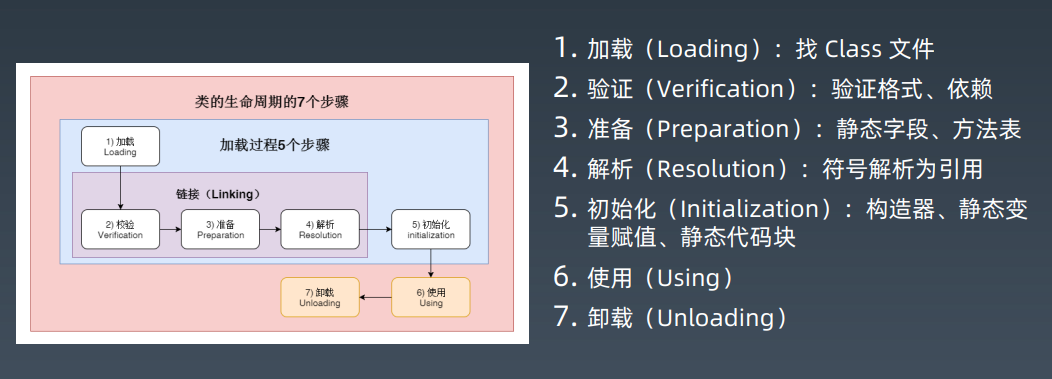 类的生命周期的7个步骤
加载过程5个步骤
1) 加载
Loading
链接（Linking）
2) 校验
Verification
3) 准备
Preparation
4) 解析
Resolution
5) 初始化
initialization
7) 卸载
Unloading
6) 使用
Using
1. 加载（Loading）：找 Class 文件
2. 验证（Verification）：验证格式、依赖
3. 准备（Preparation）：静态字段、方法表
4. 解析（Resolution）：符号解析为引用
5. 初始化（Initialization）：构造器、静态变
量赋值、静态代码块
6. 使用（Using）
7. 卸载（Unloading）